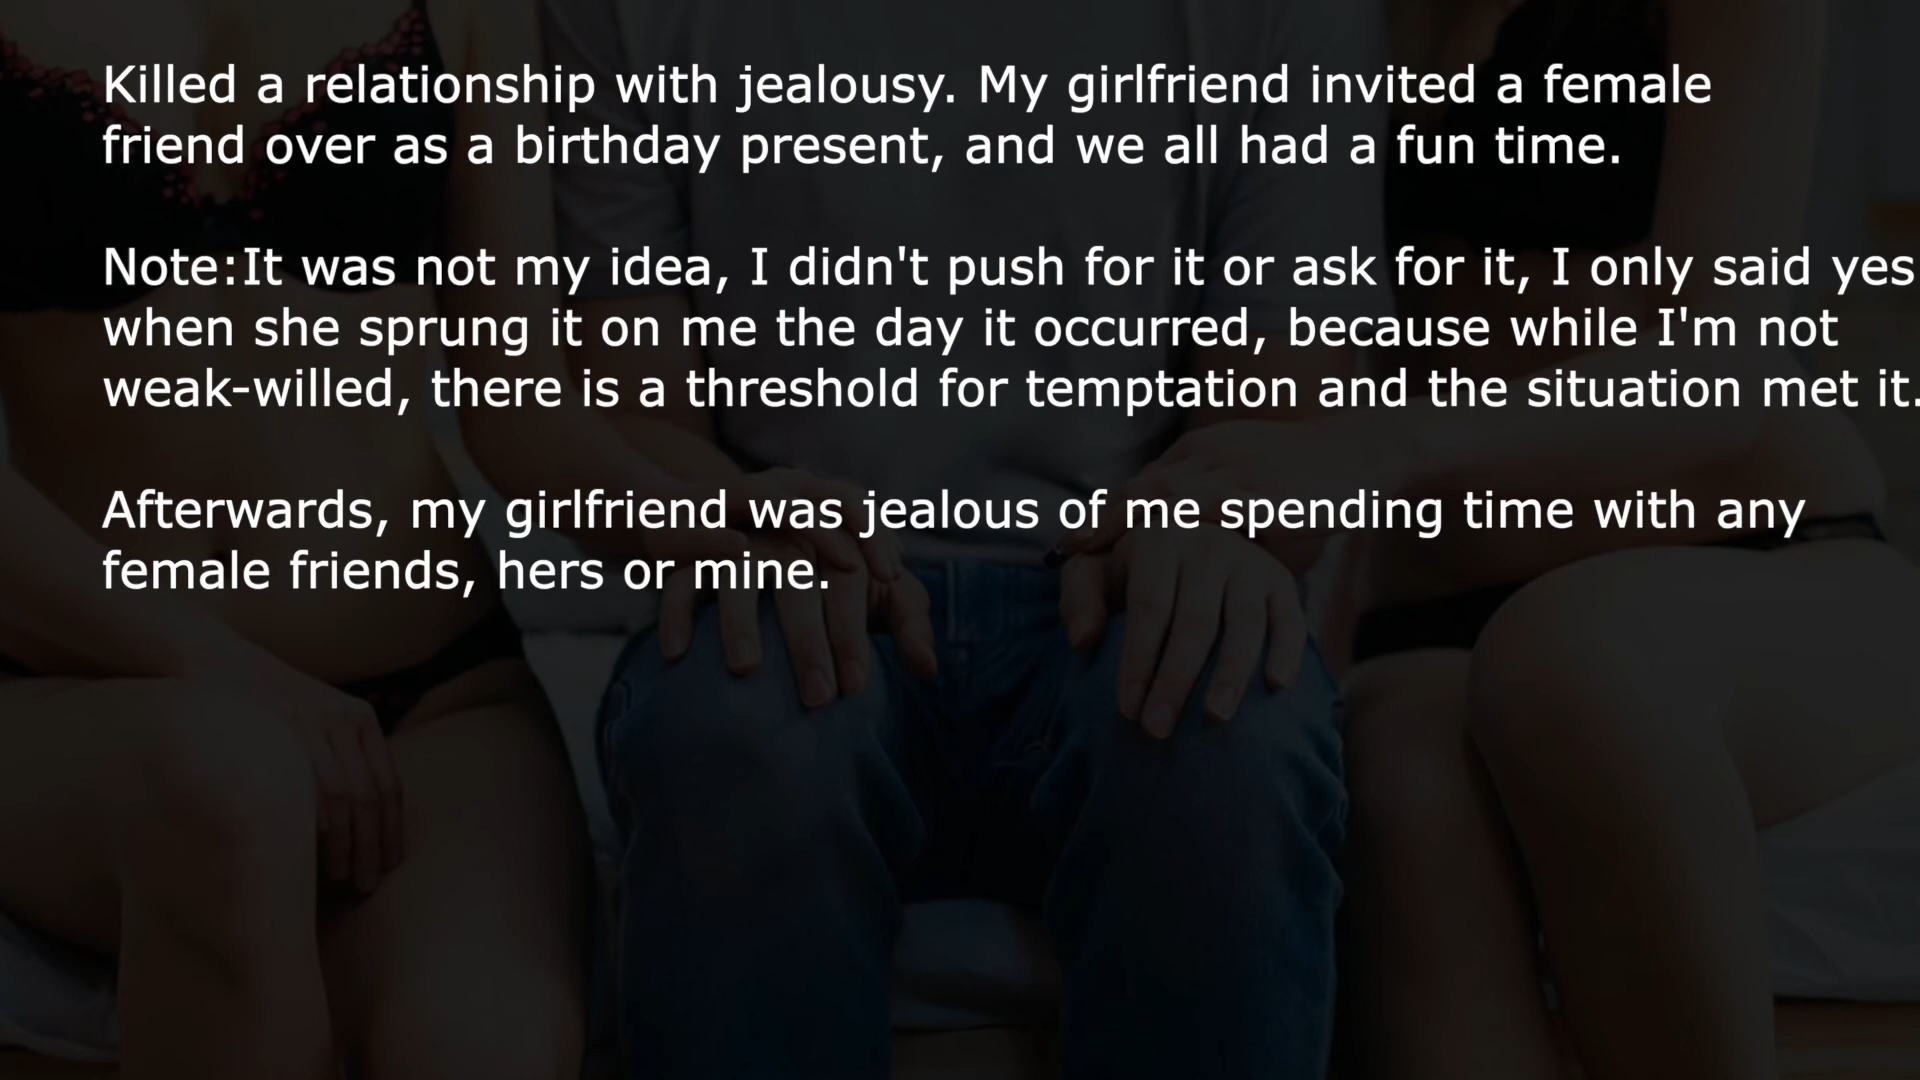 Killed a relationship with jealousy. My girlfriend invited a female
friend over as a birthday present, and we all had a fun time.
Note:It was not my idea, I didn't push for it or ask for it, I only said yes
when she sprung it on me the day it occurred, because while I'm not
weak-willed, there is a threshold for temptation and the situation met it.
Afterwards, my girlfriend was jealous of me spending time with any
female friends, hers or mine.